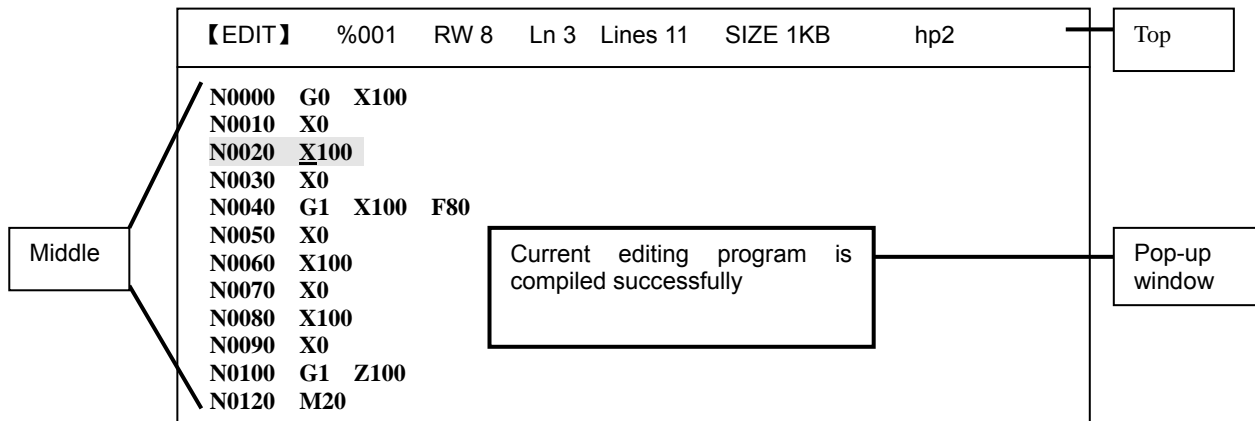 【EDIT】 %001 RW 8 Ln 3 Lines 11 SIZE 1KB hp2
Top
N0000 G0 X100
N0010 X0
N0020 X100
N0030 X0
N0040 G1 X100 F80
N0050 X0
N0060 X100
N0070 X0
N0080 X100
N0090 X0
N0100 G1 Z100
N0120 M20
Middle
Current editing program is
compiled successfully
Pop-up
window